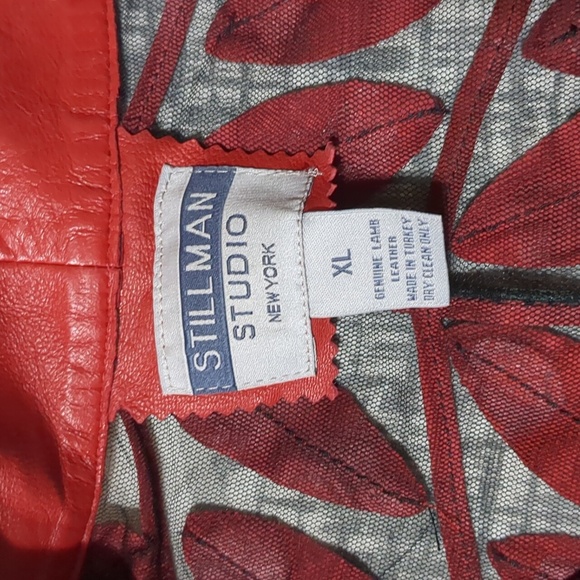 STILLMAN
STUDIO
NEW YORK
XL
GENUINE LAMB
LEATHER
MADE IN TURKEY
DRY CLEAN ONLY